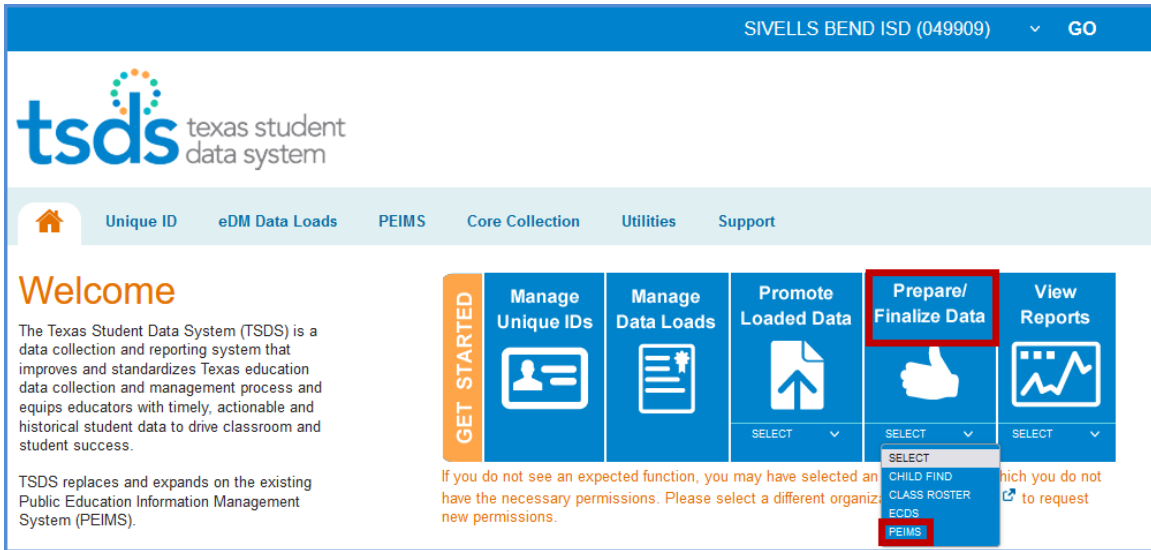 SIVELLS BEND ISD (049909) GO
tsds texas student
data system
Unique ID eDM Data Loads PEIMS Core Collection Utilities Support
Welcome
The Texas Student Data System (TSDS) is a
data collection and reporting system that
improves and standardizes Texas education
data collection and management process and
equips educators with timely, actionable and
historical student data to drive classroom and
student success.
TSDS replaces and expands on the existing
Public Education Information Management
System (PEIMS).
GET STARTED
Manage
Unique IDs
Manage
Data Loads
Promote
Loaded Data
SELECT
Prepare/
Finalize Data
SELECT
View
Reports
SELECT
SELECT
CHILD FIND
CLASS ROSTER
ECDS
PEIMS
If you do not see an expected function, you may have selected an hich you do not
have the necessary permissions. Please select a different organiz to request
new permissions.